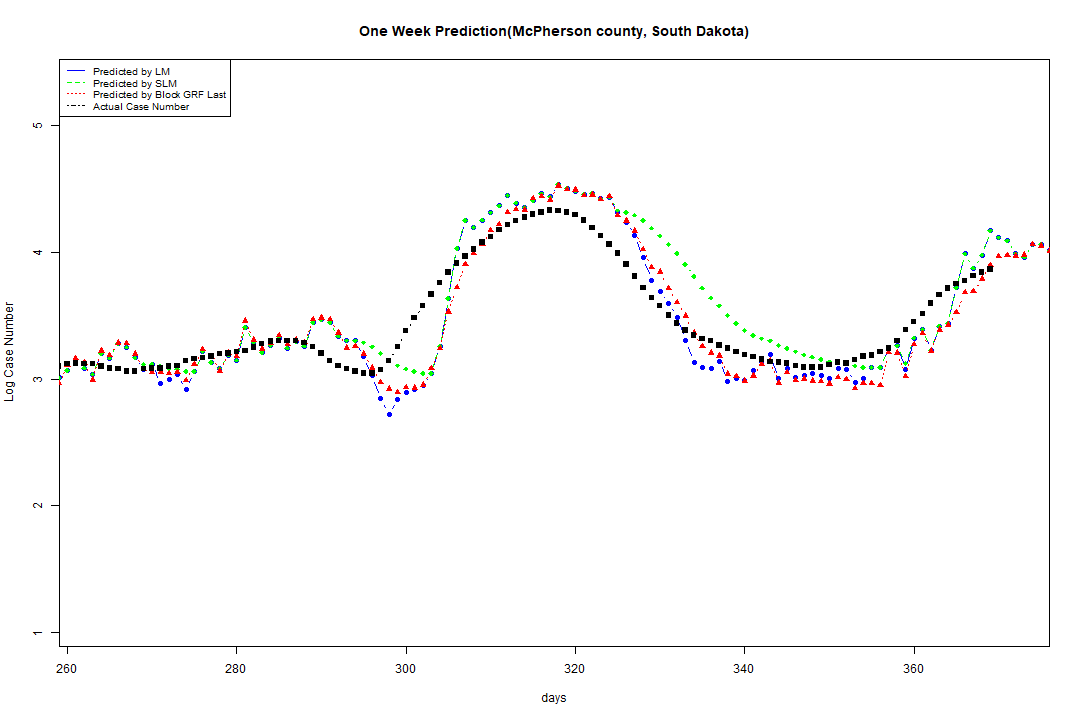 One Week Prediction(McPherson county, South Dakota)
Predicted by LM
Predicted by SLM
Predicted by Block GRF Last
Actual Case Number
5
4
3
2
1
Log Case Number
260 280 300 320 340 360
days